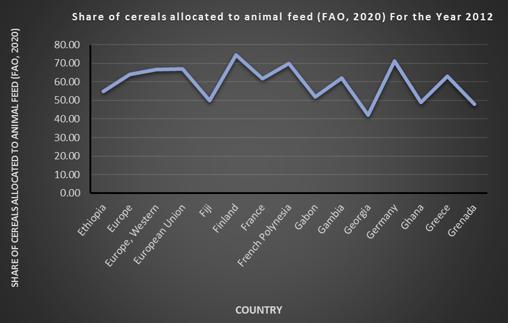 Share of cereals allocated to animal feed (FAO, 2020) For the Year 2012
SHARE OF CEREALS ALLOCATED TO ANIMAL FEED (FAO, 2020)
80.00
70.00
60.00
50.00
40.00
30.00
20.00
10.00
0.00
Ethiopia
Europe
Europe, Western
European Union
Fiji
Finland
France
French Polynesia
Gabon
Gambia
Georgia
Germany
Ghana
Greece
Grenada
COUNTRY